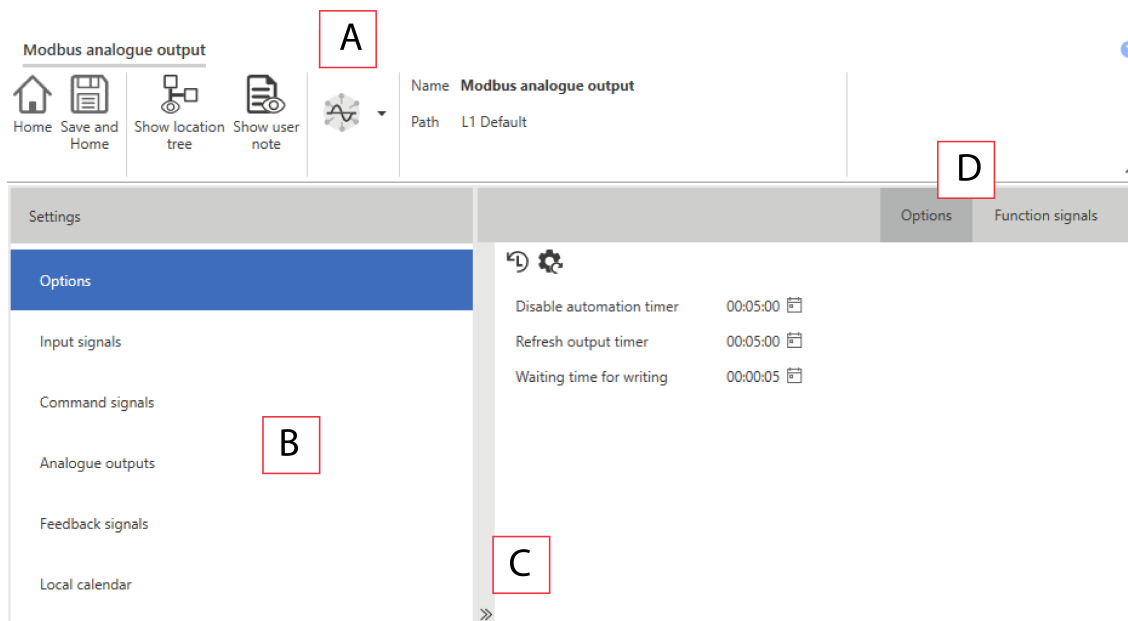 A
Modbus analogue output
Home
Save and
Home
Show location
tree
Show user
note
Name Modbus analogue output
Path L1 Default
D
Settings
Options
Function signals
Options
Input signals
Command signals
B
Analogue outputs
Feedback signals
Local calendar
Disable automation timer 00:05:00
Refresh output timer 00:05:00
Waiting time for writing 00:00:05
C